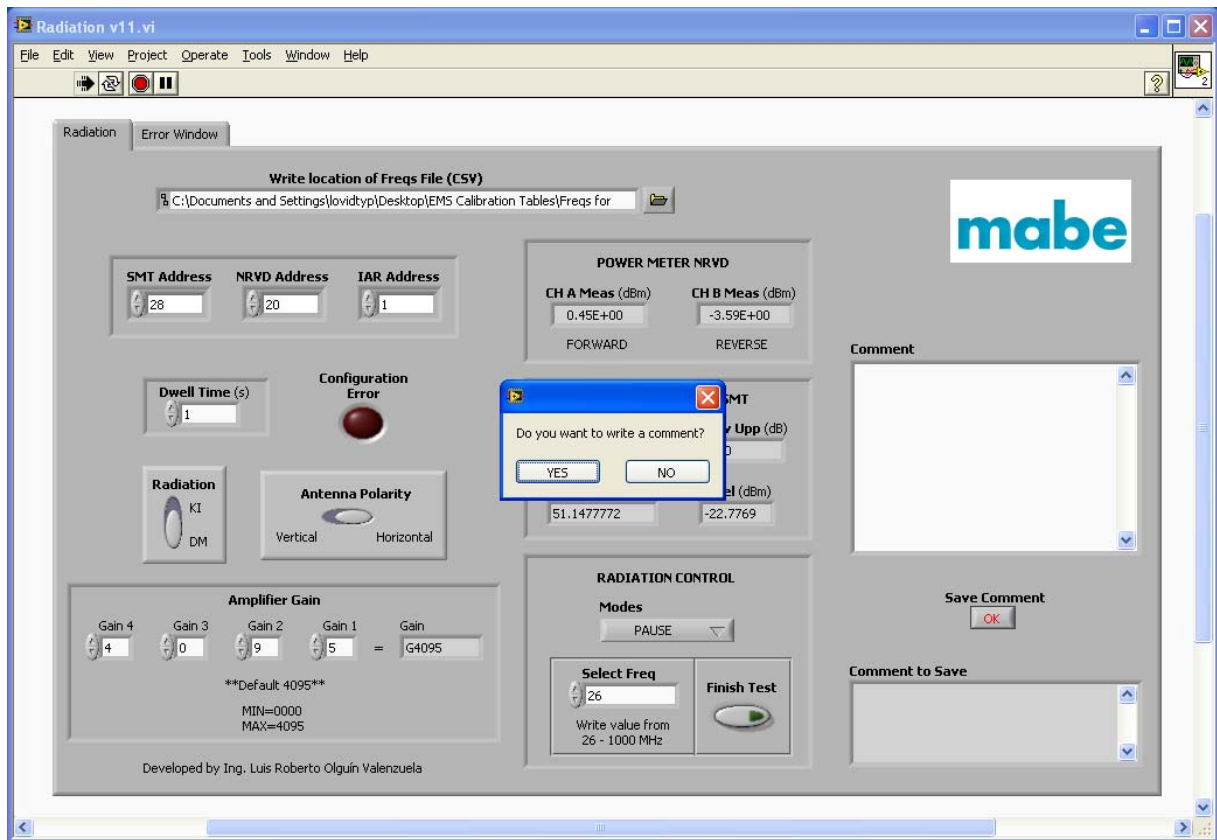 Radiation v11.vi
File Edit View Project Operate Tools Window Help
2
Radiation
Error Window
Write location of Freqs File (CSV)
C:\Documents and Settings\lovidtyp\Desktop\EMS Calibration Tables\Freqs for
mabe
SMT Address NRVD Address IAR Address
28 20 1
POWER METER NRVD
CH A Meas (dBm) CH B Meas (dBm)
0.45E+00 -3.59E+00
FORWARD REVERSE
Dwell Time (s)
1
Configuration
Error
SMT
Upp (dB)
Do you want to write a comment?
YES NO
(dBm)
51.1477772 -22.7769
Radiation
KI
DM
Antenna Polarity
Vertical Horizontal
Amplifier Gain
Gain 4 Gain 3 Gain 2 Gain 1 Gain
4 0 9 5 = G4095
**Default 4095**
MIN=0000
MAX=4095
RADIATION CONTROL
Modes
PAUSE
Select Freq
26
Write value from
26 - 1000 MHz
Finish Test
Comment
Save Comment
OK
Comment to Save
Developed by Ing. Luis Roberto Olguín Valenzuela